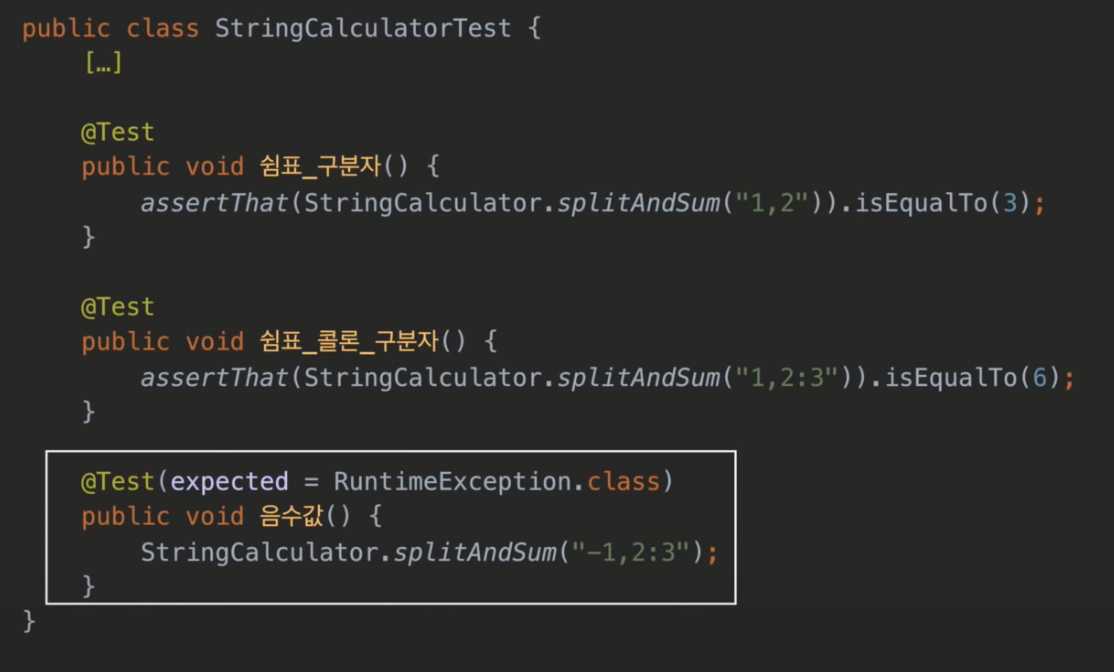 public class StringCalculatorTest {
[…]
@Test
public void 쉼표_구분자() {
assertThat(StringCalculator.splitAndSum("1,2")).isEqualTo(3);
}
@Test
public void 쉼표_콜론_구분자() {
assertThat(StringCalculator.splitAndSum("1,2:3")).isEqualTo(6);
}
@Test(expected = RuntimeException.class)
public void 음수값() {
StringCalculator.splitAndSum("-1,2:3");
}
}